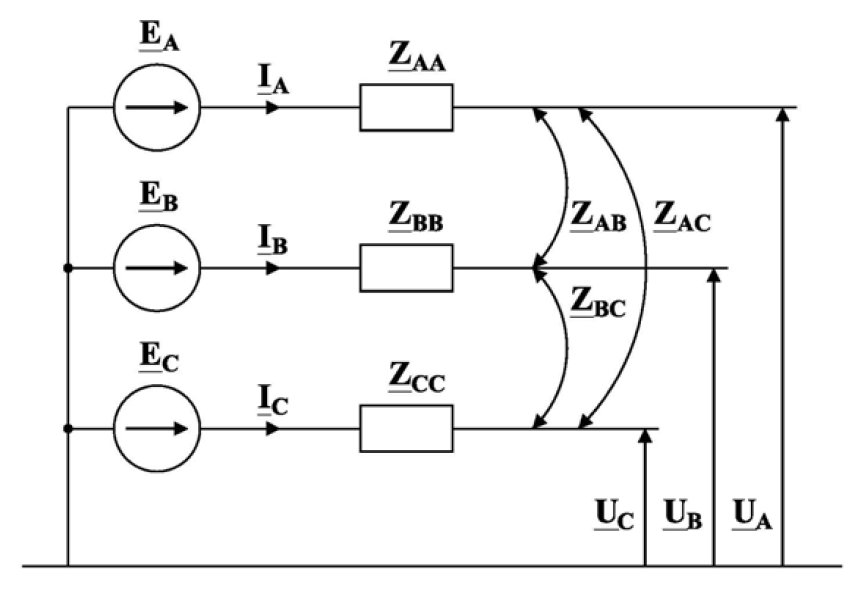 E_A
I_A
Z_AA
E_B
I_B
Z_BB
Z_AB
Z_AC
Z_BC
E_C
I_C
Z_CC
U_C
U_B
U_A